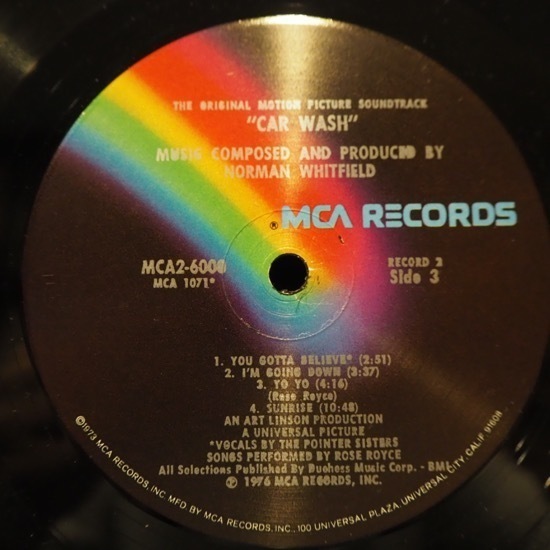 THE ORIGINAL MOTION PICTURE SOUNDTRACK
"CAR WASH"
MUSIC COMPOSED AND PRODUCED BY
NORMAN WHITFIELD
® MCA RECORDS
MCA2-6000
MCA 1071*
RECORD 2
Side 3
1. YOU GOTTA BELIEVE* (2:51)
2. I'M GOING DOWN (3:37)
3. YO YO (4:16)
(Rose Royce)
4. SUNRISE (10:48)
AN ART LINSON PRODUCTION
A UNIVERSAL PICTURE
*VOCALS BY THE POINTER SISTERS
SONGS PERFORMED BY ROSE ROYCE
All Selections Published By Duchess Music Corp. - BMI
℗ 1976 MCA RECORDS, INC.
©1973 MCA RECORDS, INC. MFD BY MCA RECORDS, INC., 100 UNIVERSAL PLAZA, UNIVERSAL CITY, CALIF. 91608